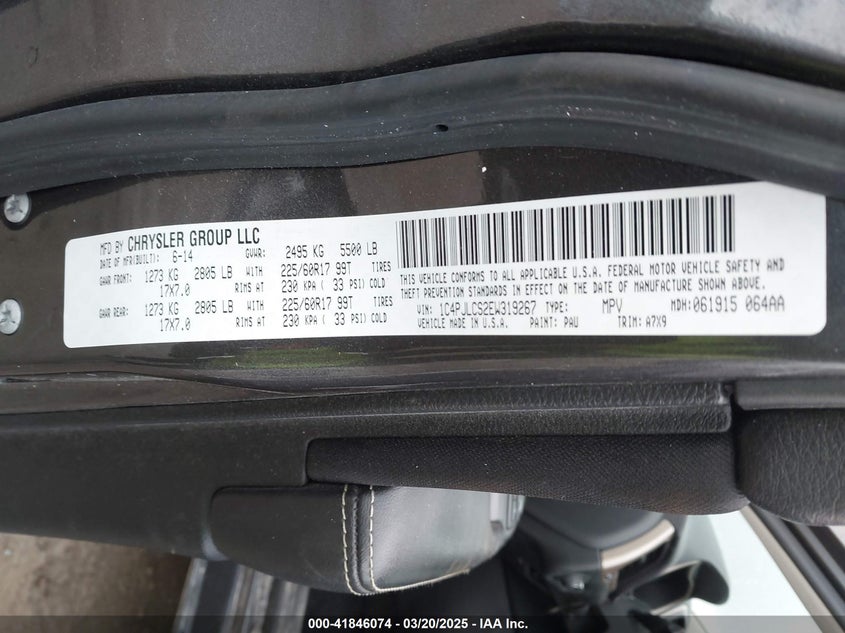 MFD BY CHRYSLER GROUP LLC
DATE OF MFR(BUILT): 6-14 GVWR: 2495 KG 5500 LB
GAWR FRONT: 1273 KG 2805 LB WITH 225/60R17 99T TIRES
17X7.0 RIMS AT 230 KPA ( 33 PSI) COLD
GAWR REAR: 1273 KG 2805 LB WITH 225/60R17 99T TIRES
17X7.0 RIMS AT 230 KPA ( 33 PSI) COLD
THIS VEHICLE CONFORMS TO ALL APPLICABLE U.S.A. FEDERAL MOTOR VEHICLE SAFETY AND
THEFT PREVENTION STANDARDS IN EFFECT ON THE DATE OF MANUFACTURE SHOWN ABOVE.
VIN: 1C4PJLCS2EW319267 TYPE: MPV MDH:061915 064AA
VEHICLE MADE IN U.S.A. PAINT: PAU TRIM: A7X9
000-41846074 — 03/20/2025 — IAA Inc.